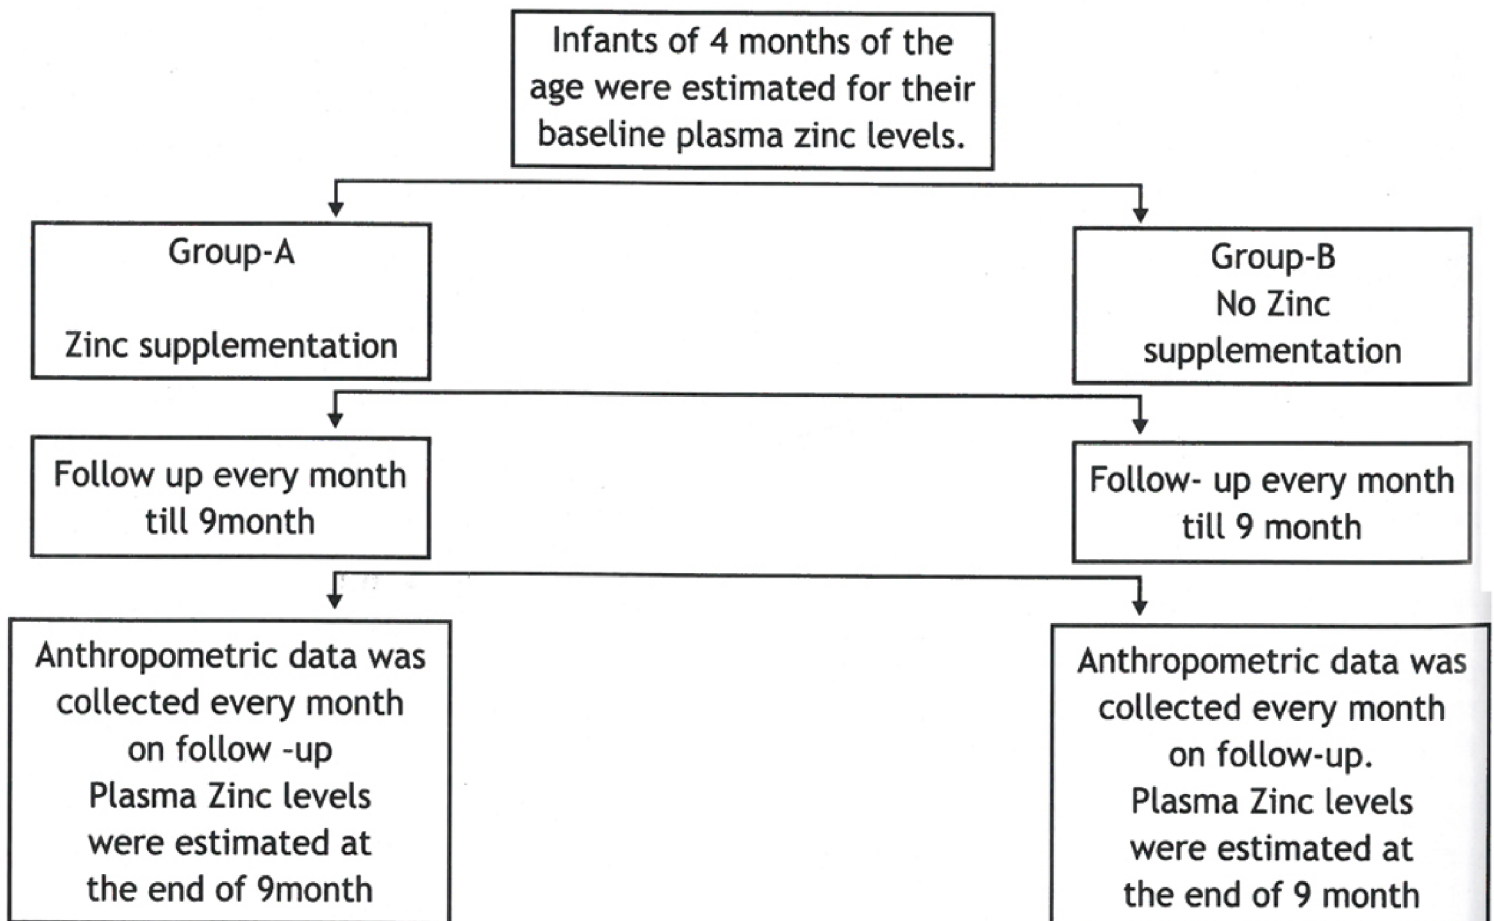 Infants of 4 months of the
age were estimated for their
baseline plasma zinc levels.
Group-A
Zinc supplementation
Group-B
No Zinc
supplementation
Follow up every month
till 9month
Follow- up every month
till 9 month
Anthropometric data was
collected every month
on follow -up
Plasma Zinc levels
were estimated at
the end of 9month
Anthropometric data was
collected every month
on follow-up.
Plasma Zinc levels
were estimated at
the end of 9 month